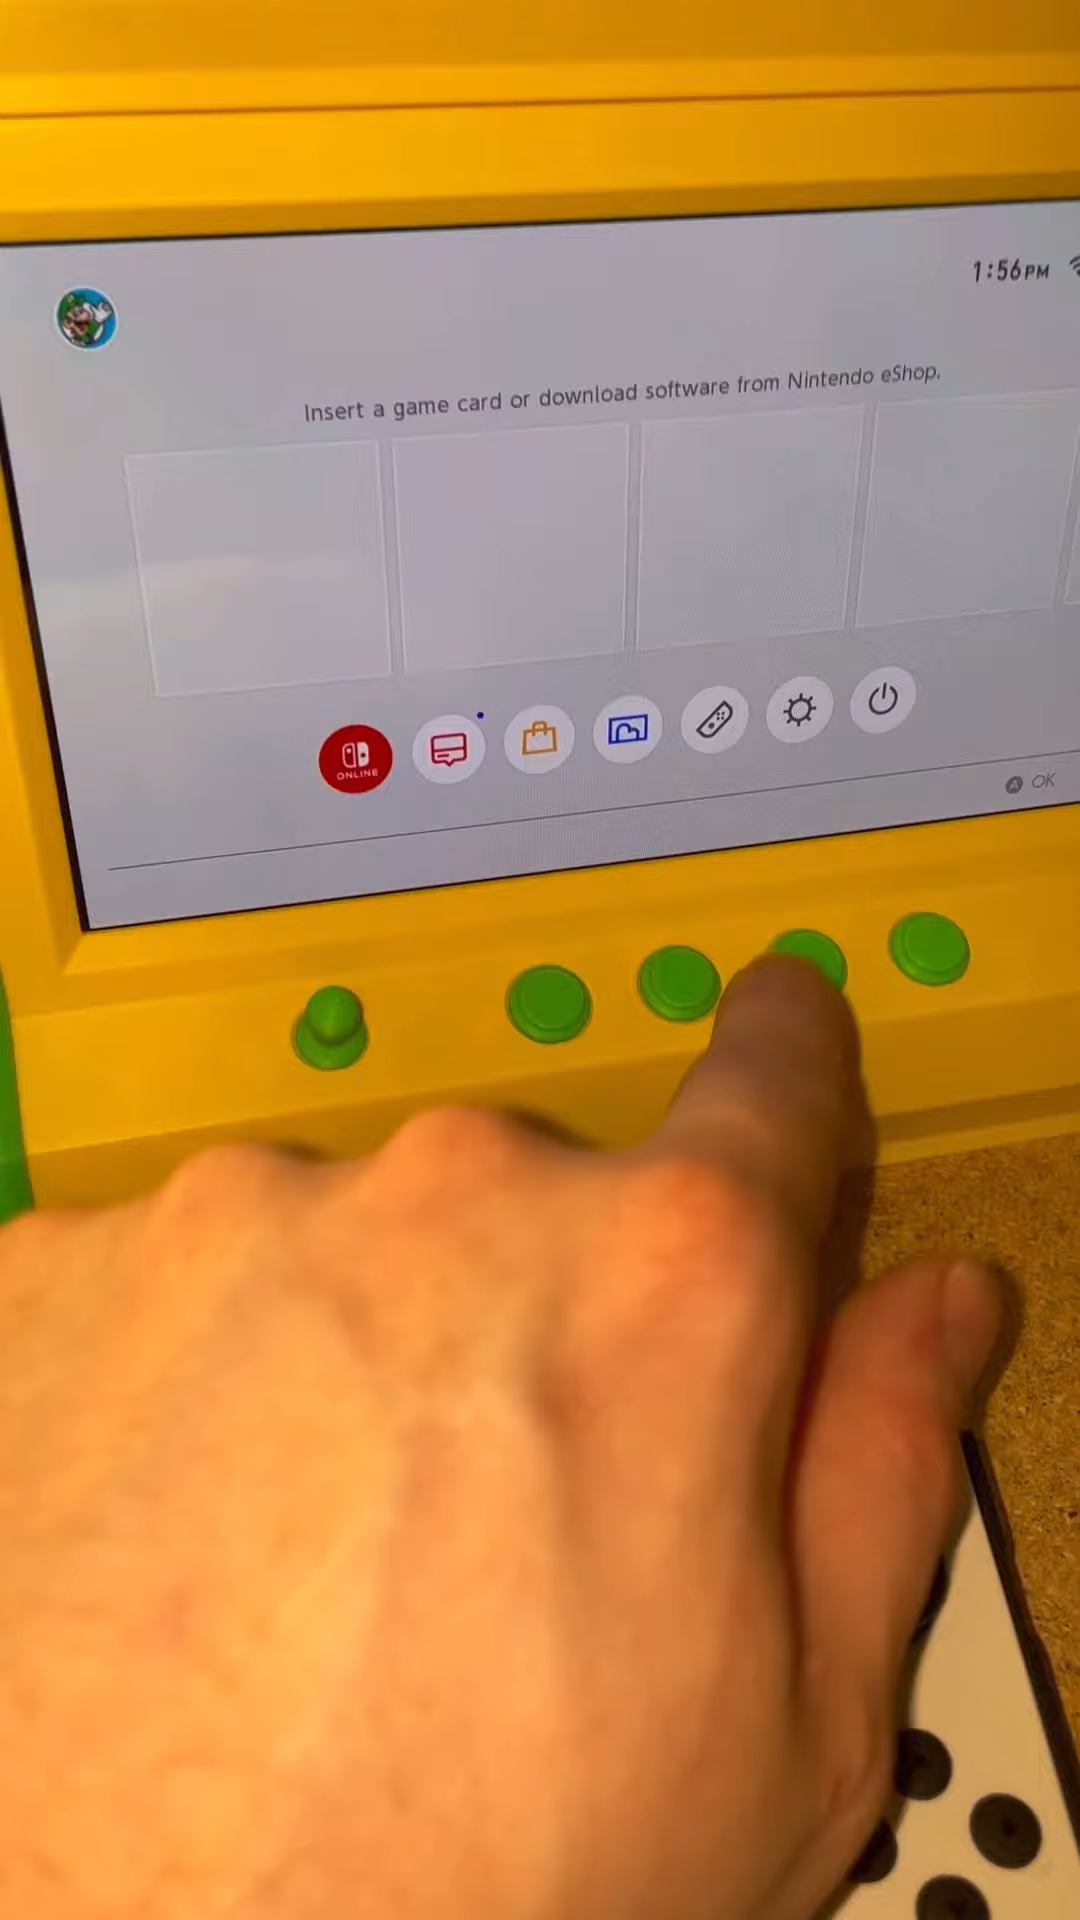 1:56PM
Insert a game card or download software from Nintendo eShop.
ONLINE
A OK